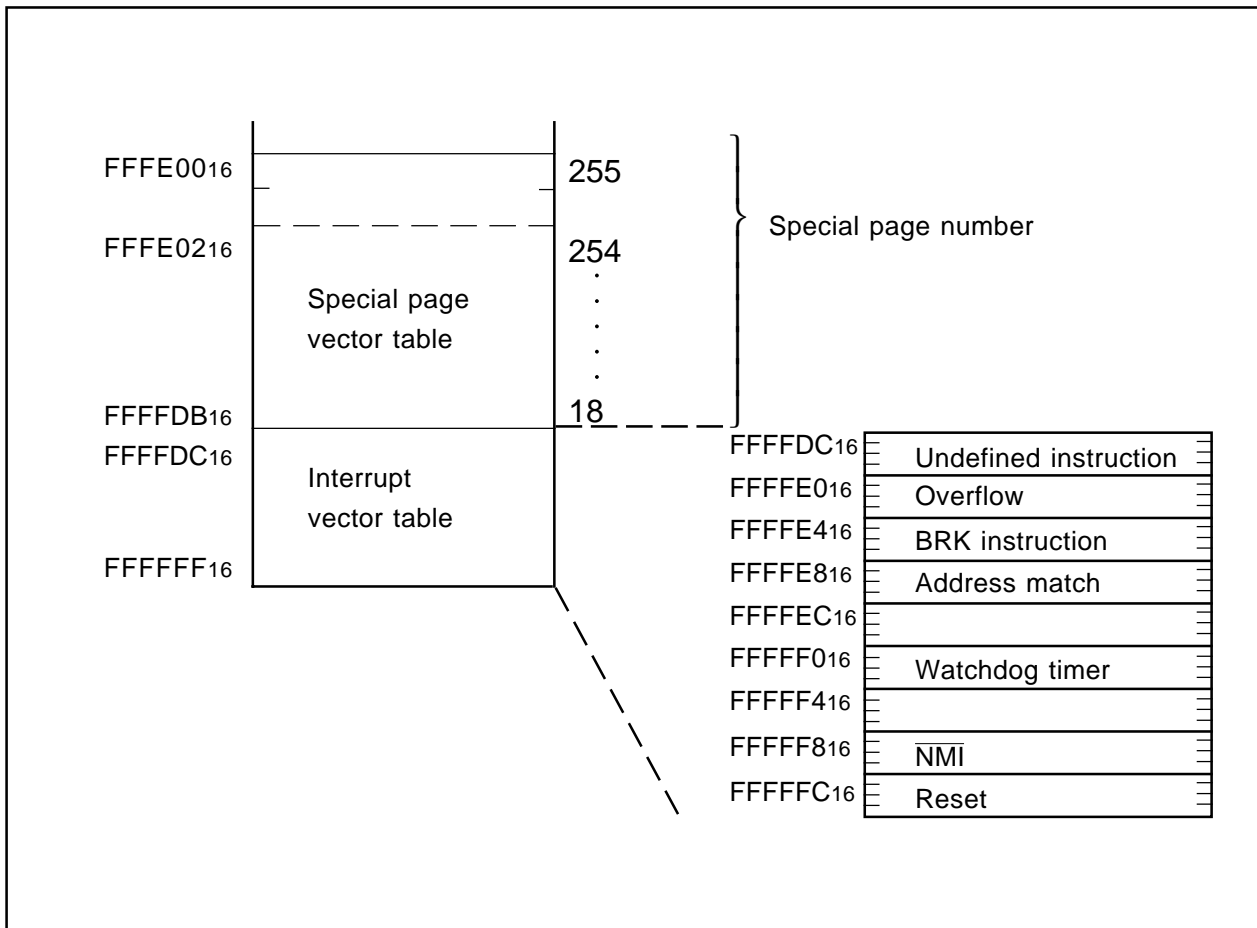 FFFE0016
255
Special page number
FFFE0216
254
Special page
vector table
FFFFDB16
18
FFFFDC16
Interrupt
vector table
FFFFFF16
FFFFDC16 Undefined instruction
FFFFE016 Overflow
FFFFE416 BRK instruction
FFFFE816 Address match
FFFFEC16
FFFFF016 Watchdog timer
FFFFF416
FFFFF816 N̅M̅I̅
FFFFFC16 Reset